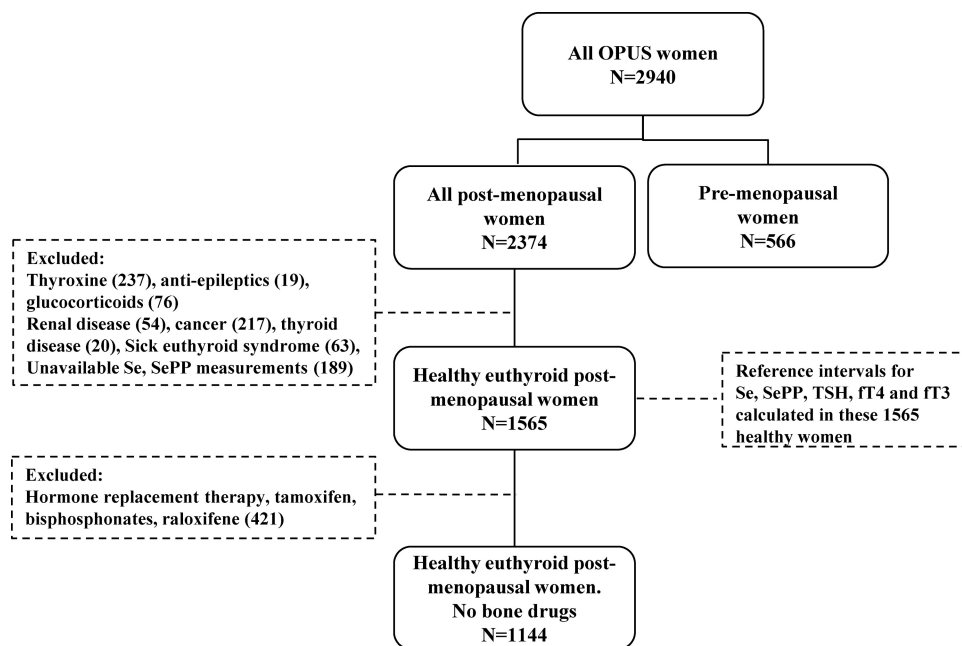 All OPUS women
N=2940
All post-menopausal
women
N=2374
Pre-menopausal
women
N=566
Excluded:
Thyroxine (237), anti-epileptics (19),
glucocorticoids (76)
Renal disease (54), cancer (217), thyroid
disease (20), Sick euthyroid syndrome (63),
Unavailable Se, SePP measurements (189)
Healthy euthyroid post-
menopausal women
N=1565
Reference intervals for
Se, SePP, TSH, fT4 and fT3
calculated in these 1565
healthy women
Excluded:
Hormone replacement therapy, tamoxifen,
bisphosphonates, raloxifene (421)
Healthy euthyroid post-
menopausal women.
No bone drugs
N=1144